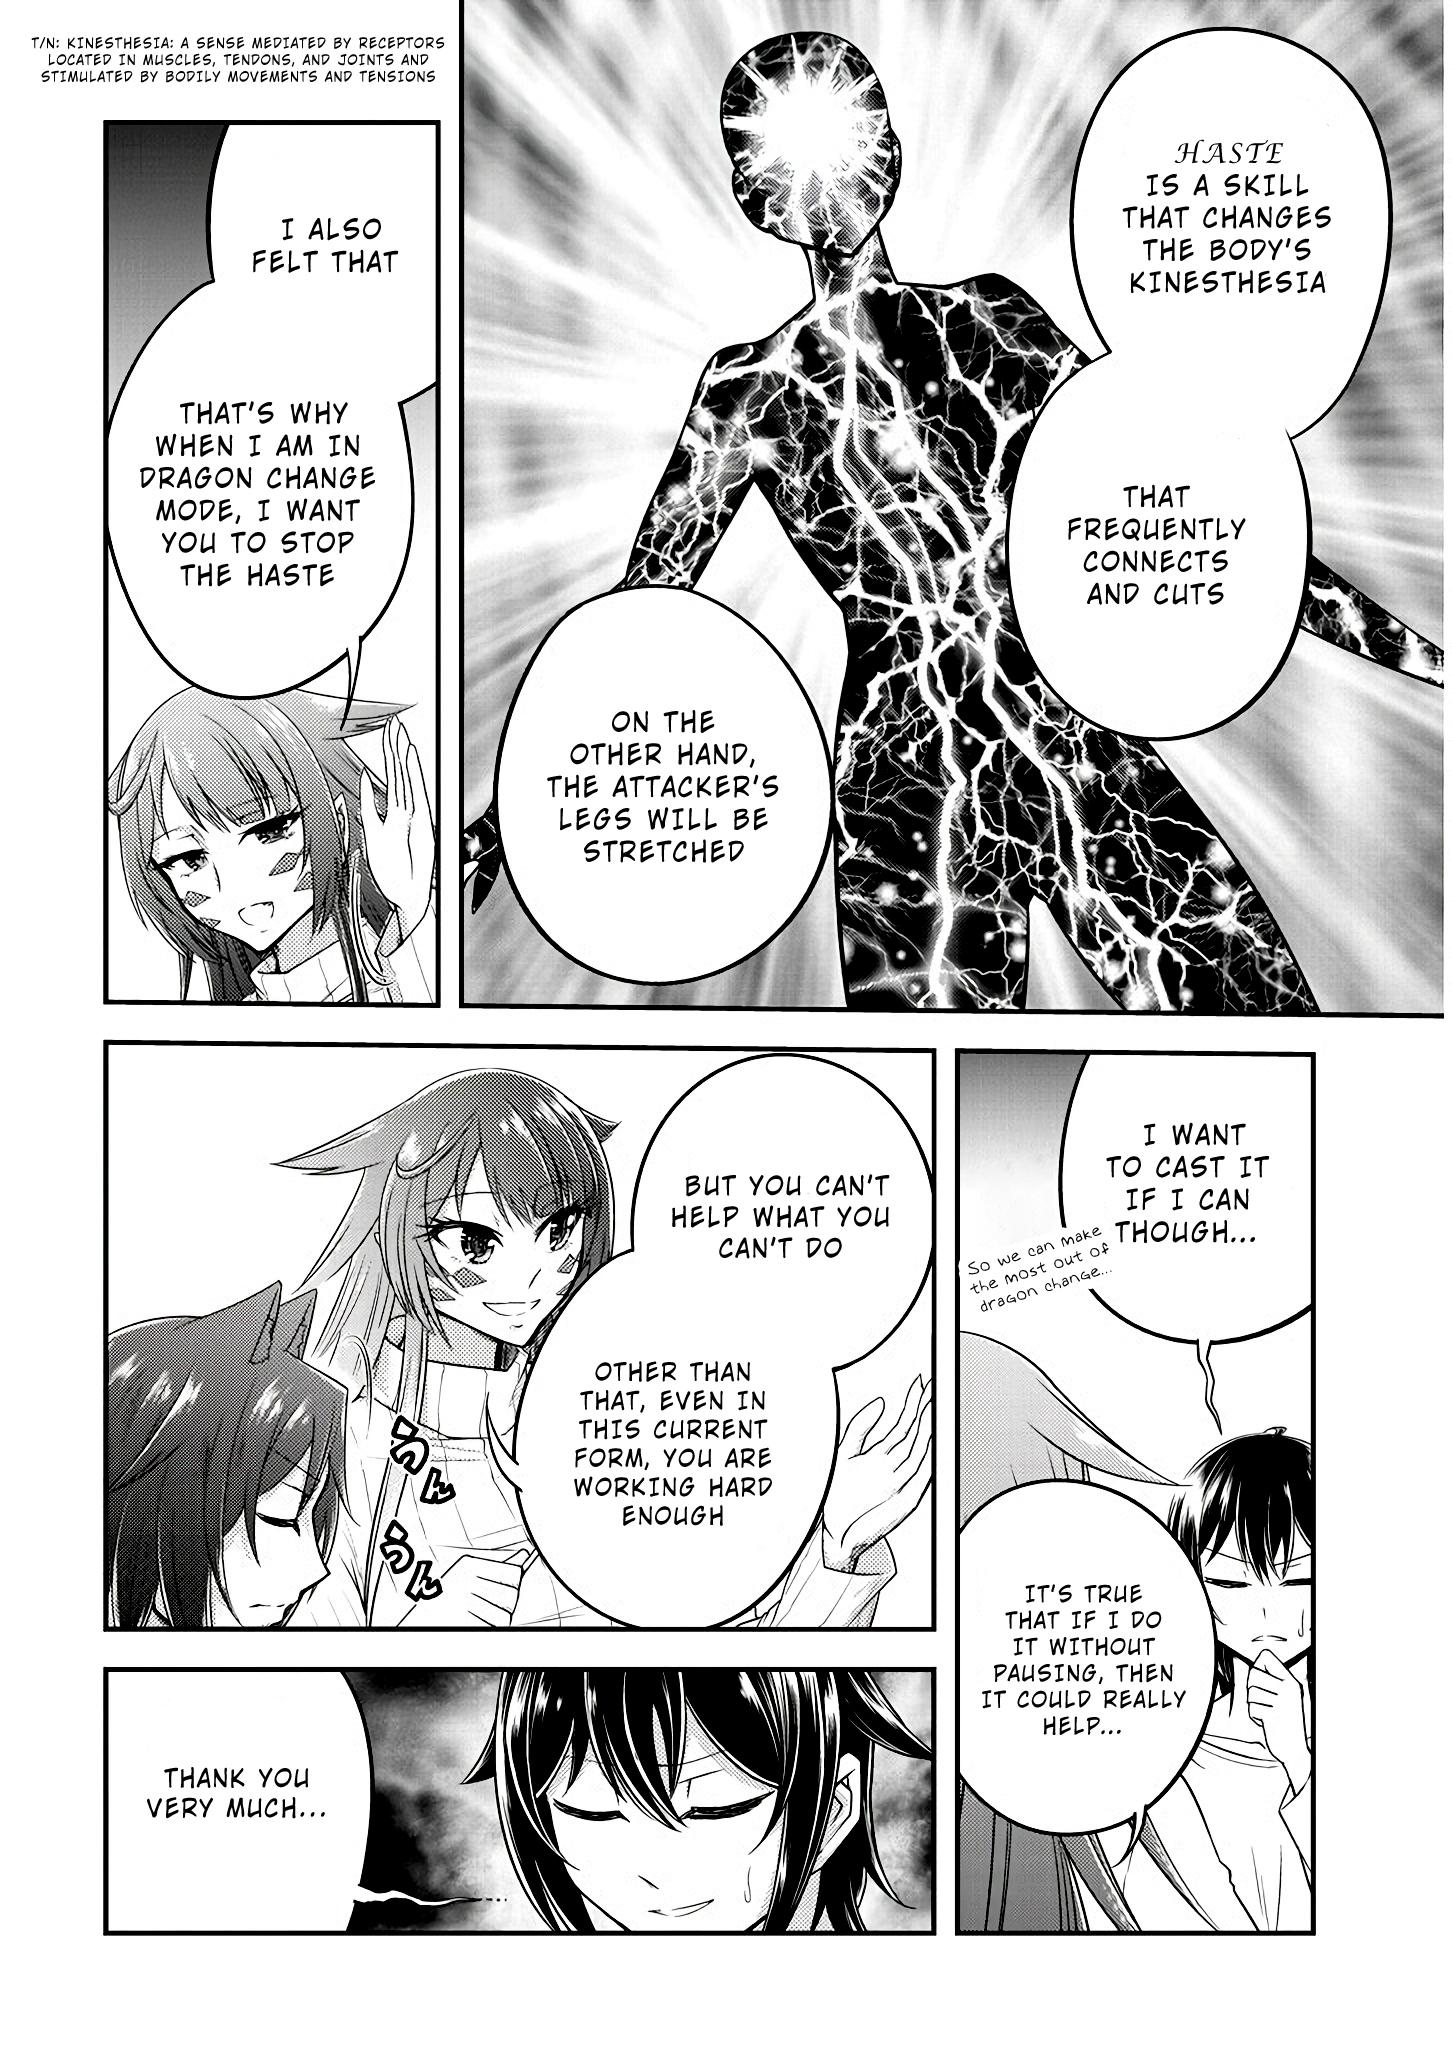 T/N: KINESTHESIA: A SENSE MEDIATED BY RECEPTORS
LOCATED IN MUSCLES, TENDONS, AND JOINTS AND
STIMULATED BY BODILY MOVEMENTS AND TENSIONS
HASTE
IS A SKILL
THAT CHANGES
THE BODY'S
KINESTHESIA
THAT
FREQUENTLY
CONNECTS
AND CUTS
ON THE
OTHER HAND,
THE ATTACKER'S
LEGS WILL BE
STRETCHED
I ALSO
FELT THAT
THAT'S WHY
WHEN I AM IN
DRAGON CHANGE
MODE, I WANT
YOU TO STOP
THE HASTE
I WANT
TO CAST IT
IF I CAN
THOUGH...
So we can make
the most out of
dragon change...
IT'S TRUE
THAT IF I DO
IT WITHOUT
PAUSING, THEN
IT COULD REALLY
HELP...
BUT YOU CAN'T
HELP WHAT YOU
CAN'T DO
OTHER THAN
THAT, EVEN IN
THIS CURRENT
FORM, YOU ARE
WORKING HARD
ENOUGH
うん
うん
THANK YOU
VERY MUCH...